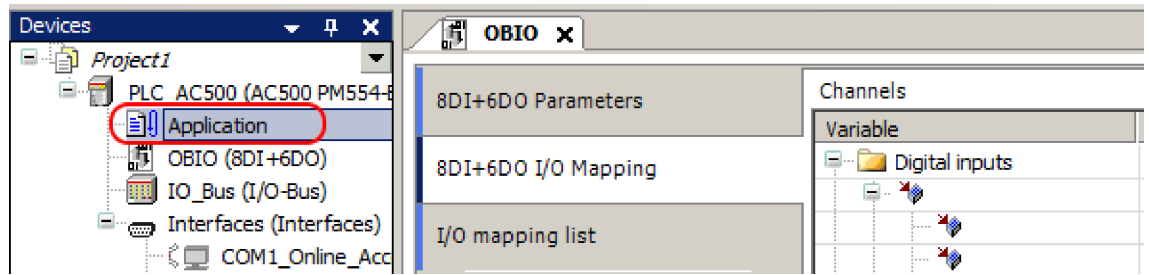 Devices
Project1
PLC_AC500 (AC500 PM554-
Application
OBIO (8DI+6DO)
IO_Bus (I/O-Bus)
Interfaces (Interfaces)
COM1_Online_Acc
OBIO
8DI+6DO Parameters
8DI+6DO I/O Mapping
I/O mapping list
Channels
Variable
Digital inputs